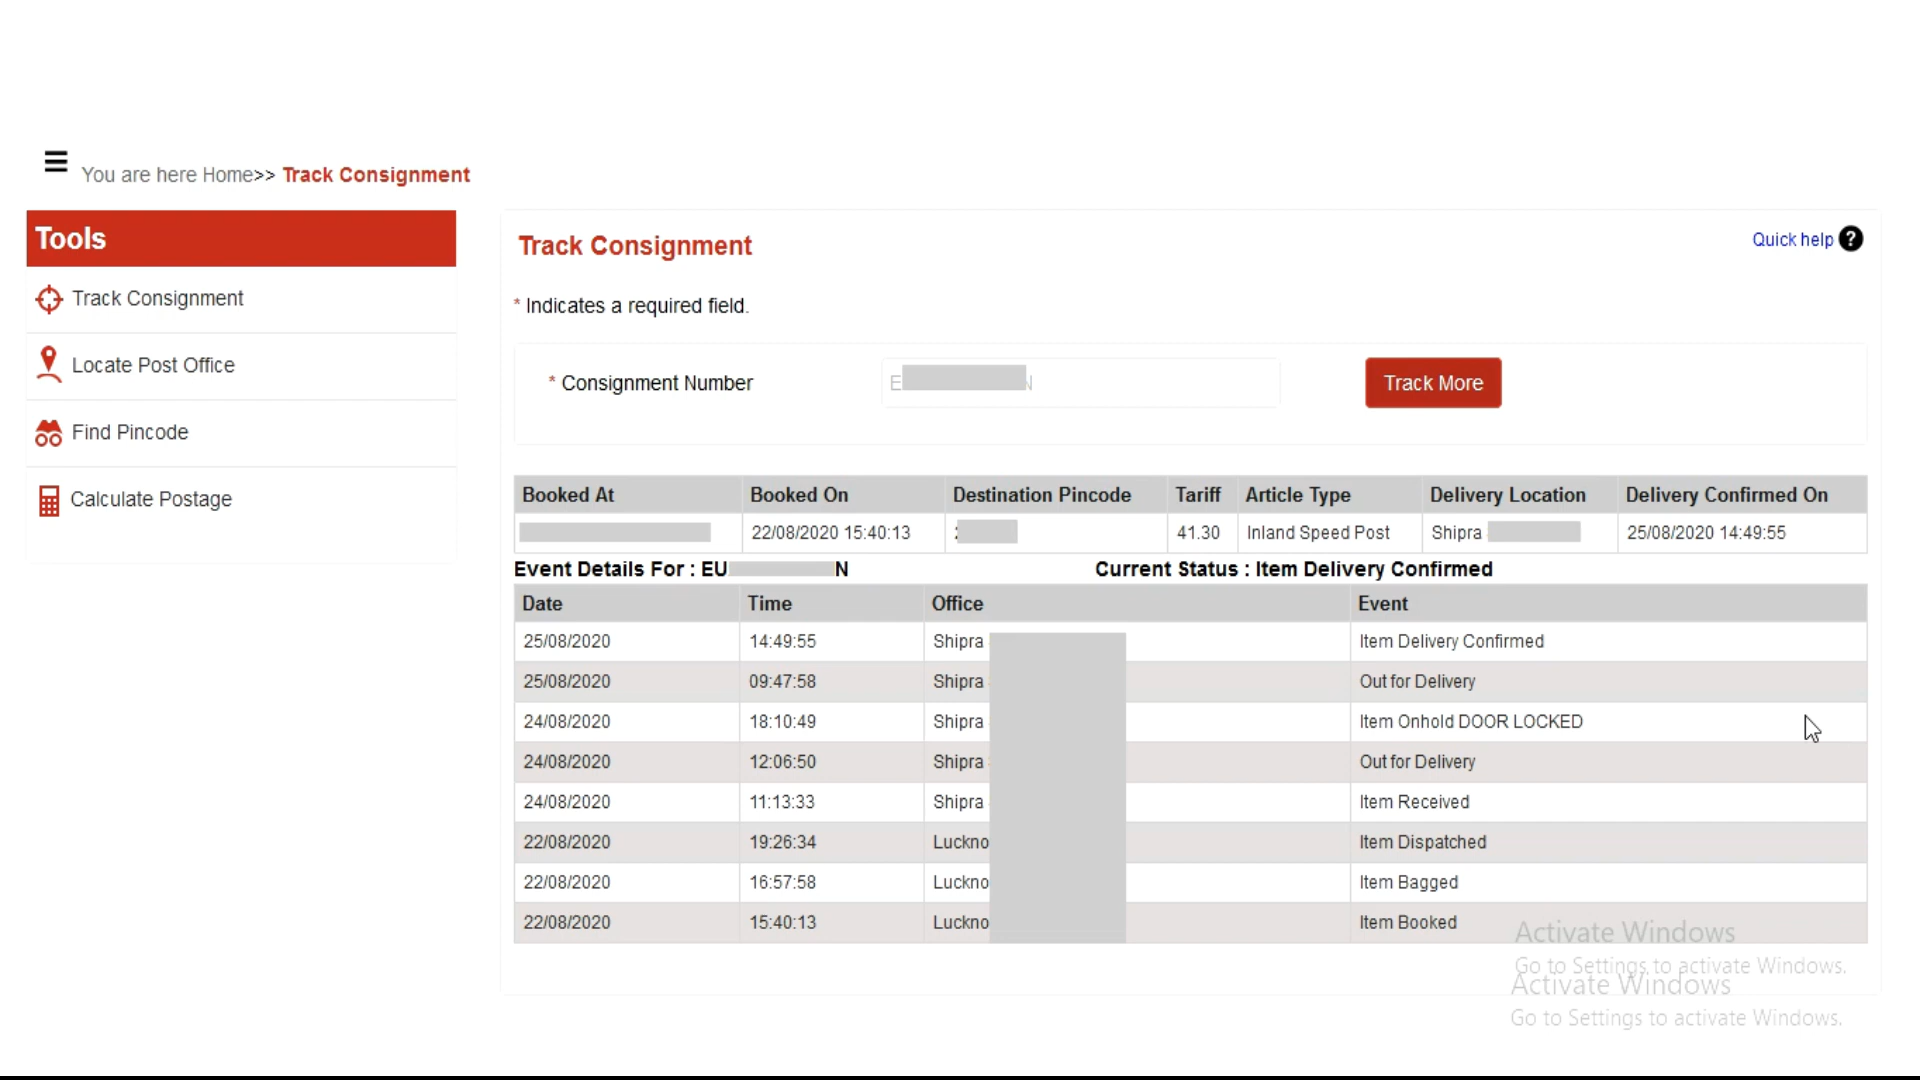 You are here Home>> Track Consignment
Tools
Track Consignment
Locate Post Office
Find Pincode
Calculate Postage
Track Consignment
Quick help ?
* Indicates a required field.
* Consignment Number E N Track More
Booked At Booked On Destination Pincode Tariff Article Type Delivery Location Delivery Confirmed On
22/08/2020 15:40:13 41.30 Inland Speed Post Shipra 25/08/2020 14:49:55
Event Details For : EU N Current Status : Item Delivery Confirmed
Date Time Office Event
25/08/2020 14:49:55 Shipra Item Delivery Confirmed
25/08/2020 09:47:58 Shipra Out for Delivery
24/08/2020 18:10:49 Shipra Item Onhold DOOR LOCKED
24/08/2020 12:06:50 Shipra Out for Delivery
24/08/2020 11:13:33 Shipra Item Received
22/08/2020 19:26:34 Luckno Item Dispatched
22/08/2020 16:57:58 Luckno Item Bagged
22/08/2020 15:40:13 Luckno Item Booked
Activate Windows
Go to Settings to activate Windows.
Activate Windows
Go to Settings to activate Windows.